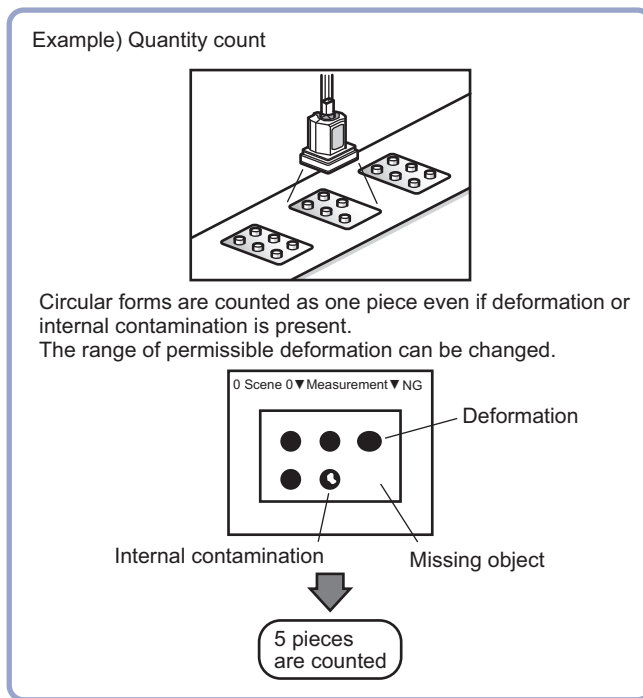 Example) Quantity count
Circular forms are counted as one piece even if deformation or
internal contamination is present.
The range of permissible deformation can be changed.
0 Scene 0▼Measurement▼NG
Deformation
Internal contamination
Missing object
5 pieces
are counted